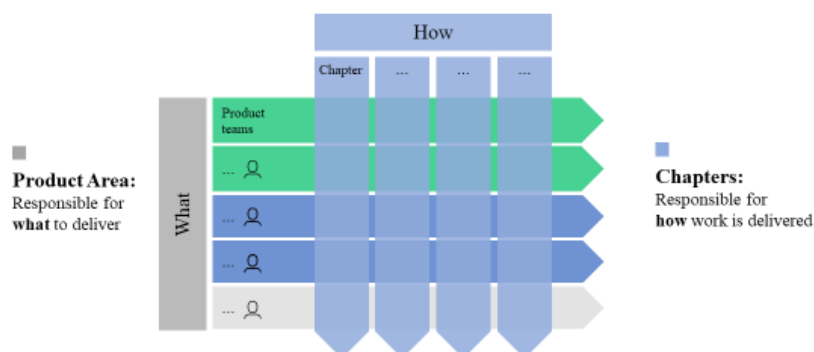 How
Chapter
...
...
...
What
Product
teams
...
...
...
...
Product Area:
Responsible for
what to deliver
Chapters:
Responsible for
how work is delivered